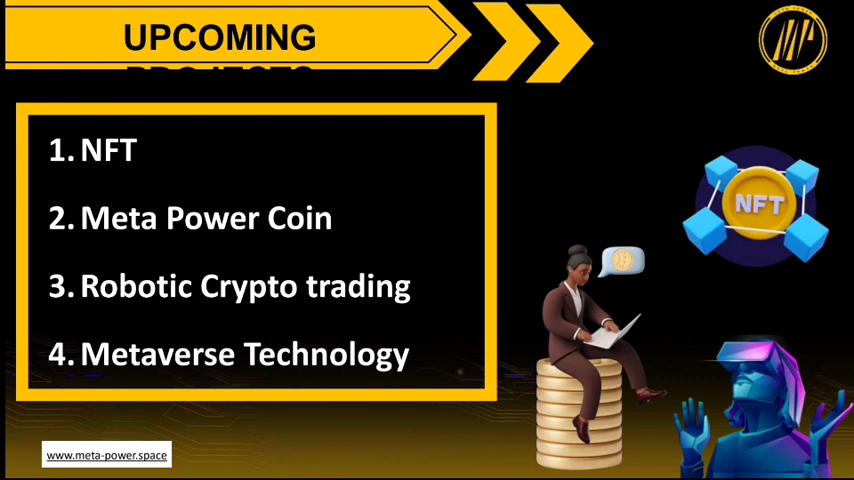 UPCOMING
PROJECTS
1. NFT
2. Meta Power Coin
3. Robotic Crypto trading
4. Metaverse Technology
NFT
www.meta-power.space